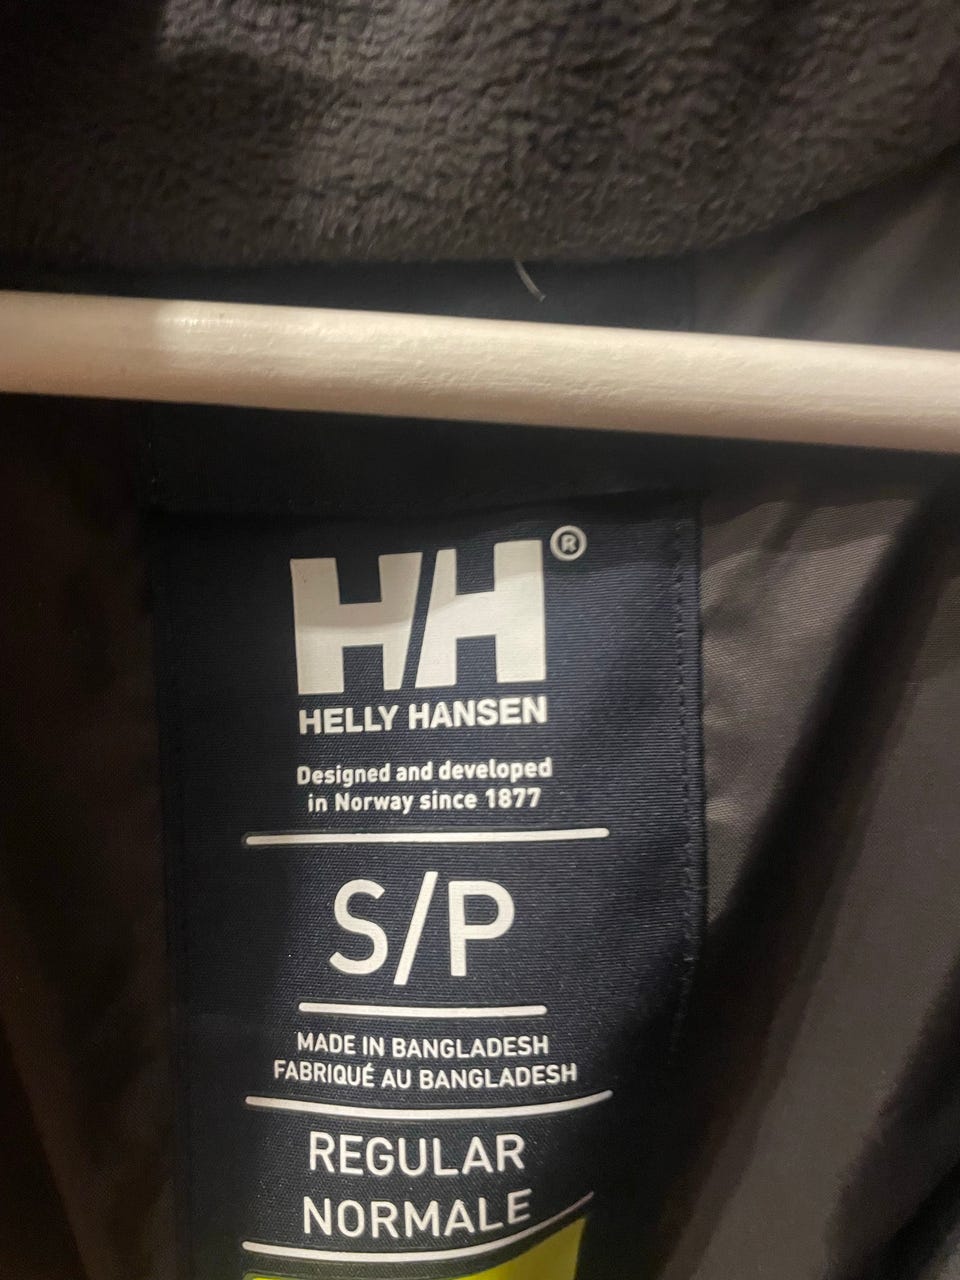 HH®
HELLY HANSEN
Designed and developed
in Norway since 1877
S/P
MADE IN BANGLADESH
FABRIQUÉ AU BANGLADESH
REGULAR
NORMALE